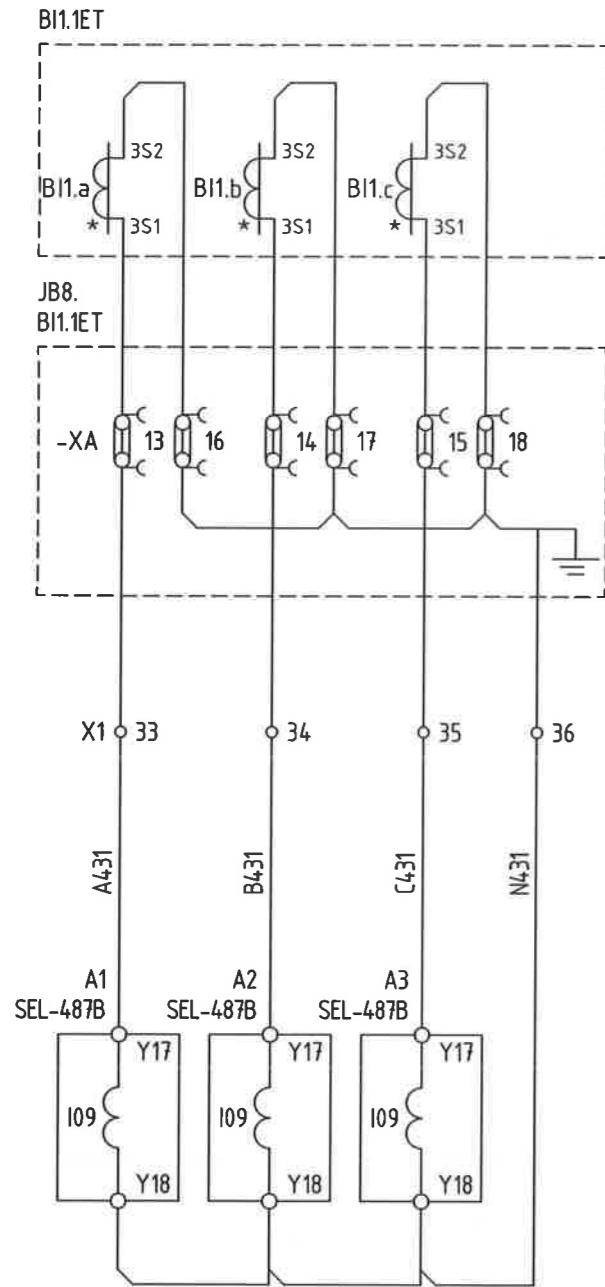 BI1.1ET
3S2 3S2 3S2
BI1.a BI1.b BI1.c
* 3S1 * 3S1 * 3S1
JB8.
BI1.1ET
-XA 13 16 14 17 15 18
X1 33 34 35 36
A431 B431 C431 N431
A1 A2 A3
SEL-487B SEL-487B SEL-487B
Y17 Y17 Y17
I09 I09 I09
Y18 Y18 Y18